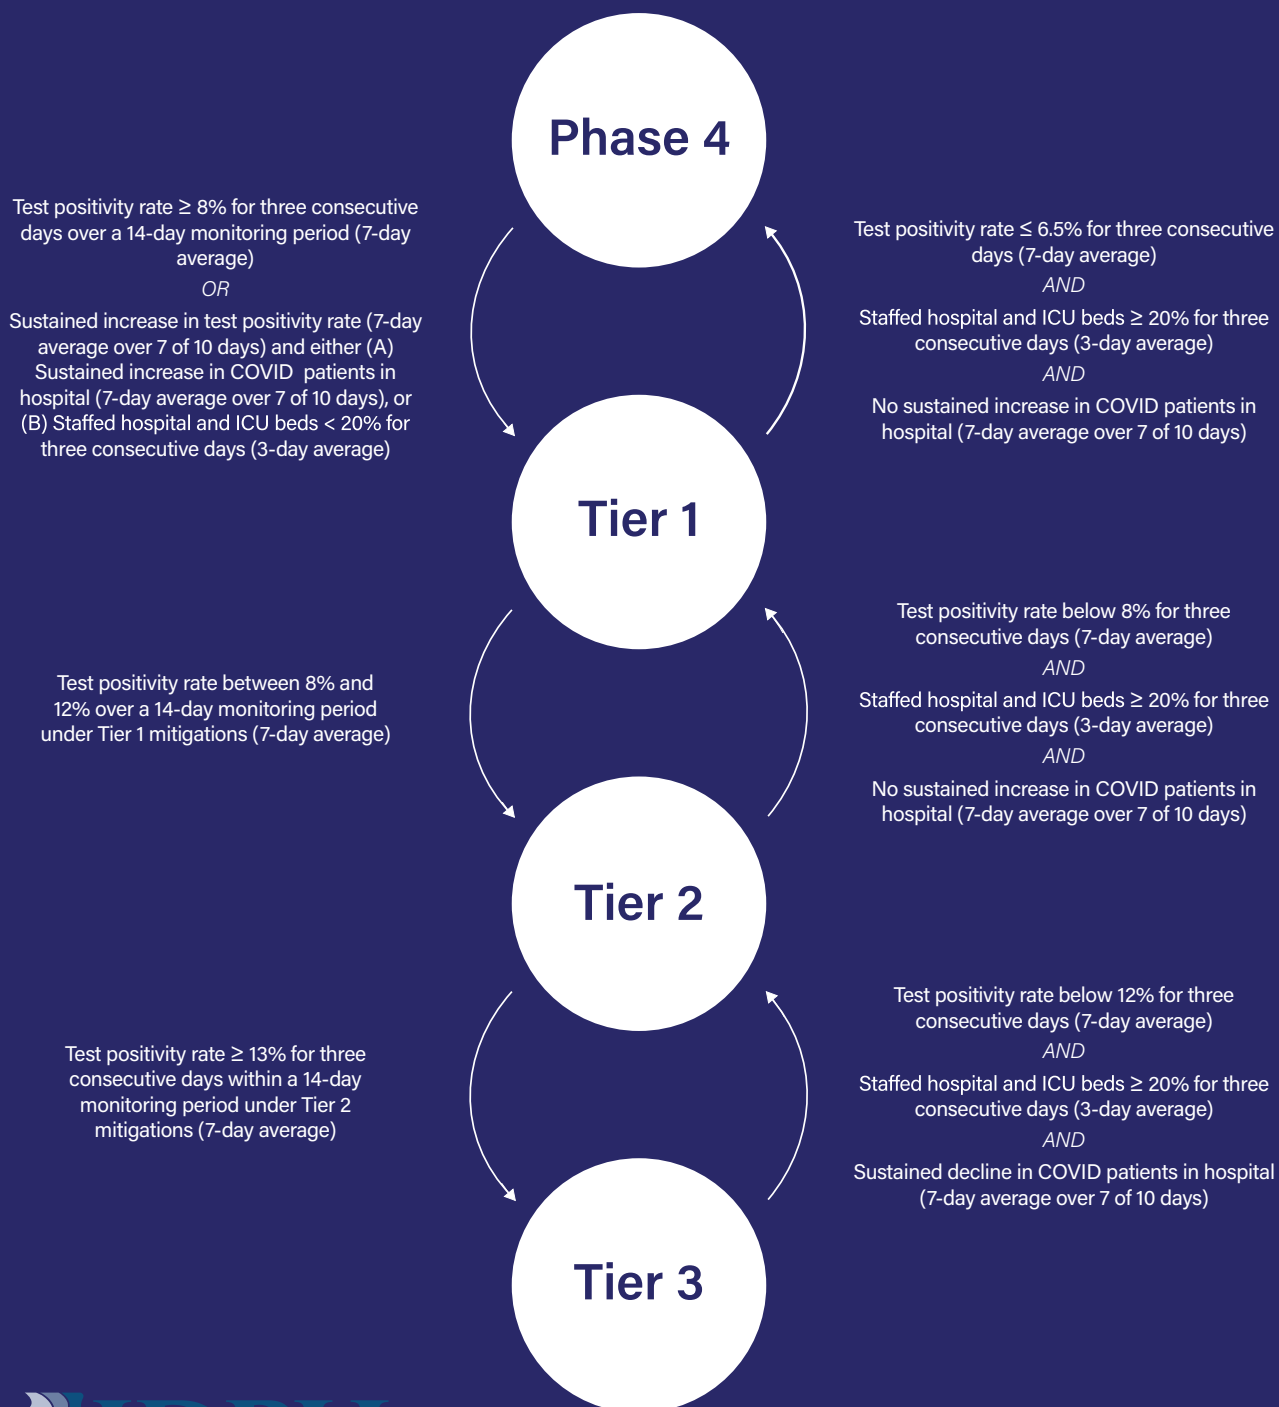 Phase 4
Test positivity rate ≥ 8% for three consecutive
days over a 14-day monitoring period (7-day
average)
OR
Sustained increase in test positivity rate (7-day
average over 7 of 10 days) and either (A)
Sustained increase in COVID patients in
hospital (7-day average over 7 of 10 days), or
(B) Staffed hospital and ICU beds < 20% for
three consecutive days (3-day average)
Test positivity rate ≤ 6.5% for three consecutive
days (7-day average)
AND
Staffed hospital and ICU beds ≥ 20% for three
consecutive days (3-day average)
AND
No sustained increase in COVID patients in
hospital (7-day average over 7 of 10 days)
Tier 1
Test positivity rate between 8% and
12% over a 14-day monitoring period
under Tier 1 mitigations (7-day average)
Test positivity rate below 8% for three
consecutive days (7-day average)
AND
Staffed hospital and ICU beds ≥ 20% for three
consecutive days (3-day average)
AND
No sustained increase in COVID patients in
hospital (7-day average over 7 of 10 days)
Tier 2
Test positivity rate ≥ 13% for three
consecutive days within a 14-day
monitoring period under Tier 2
mitigations (7-day average)
Test positivity rate below 12% for three
consecutive days (7-day average)
AND
Staffed hospital and ICU beds ≥ 20% for three
consecutive days (3-day average)
AND
Sustained decline in COVID patients in hospital
(7-day average over 7 of 10 days)
Tier 3